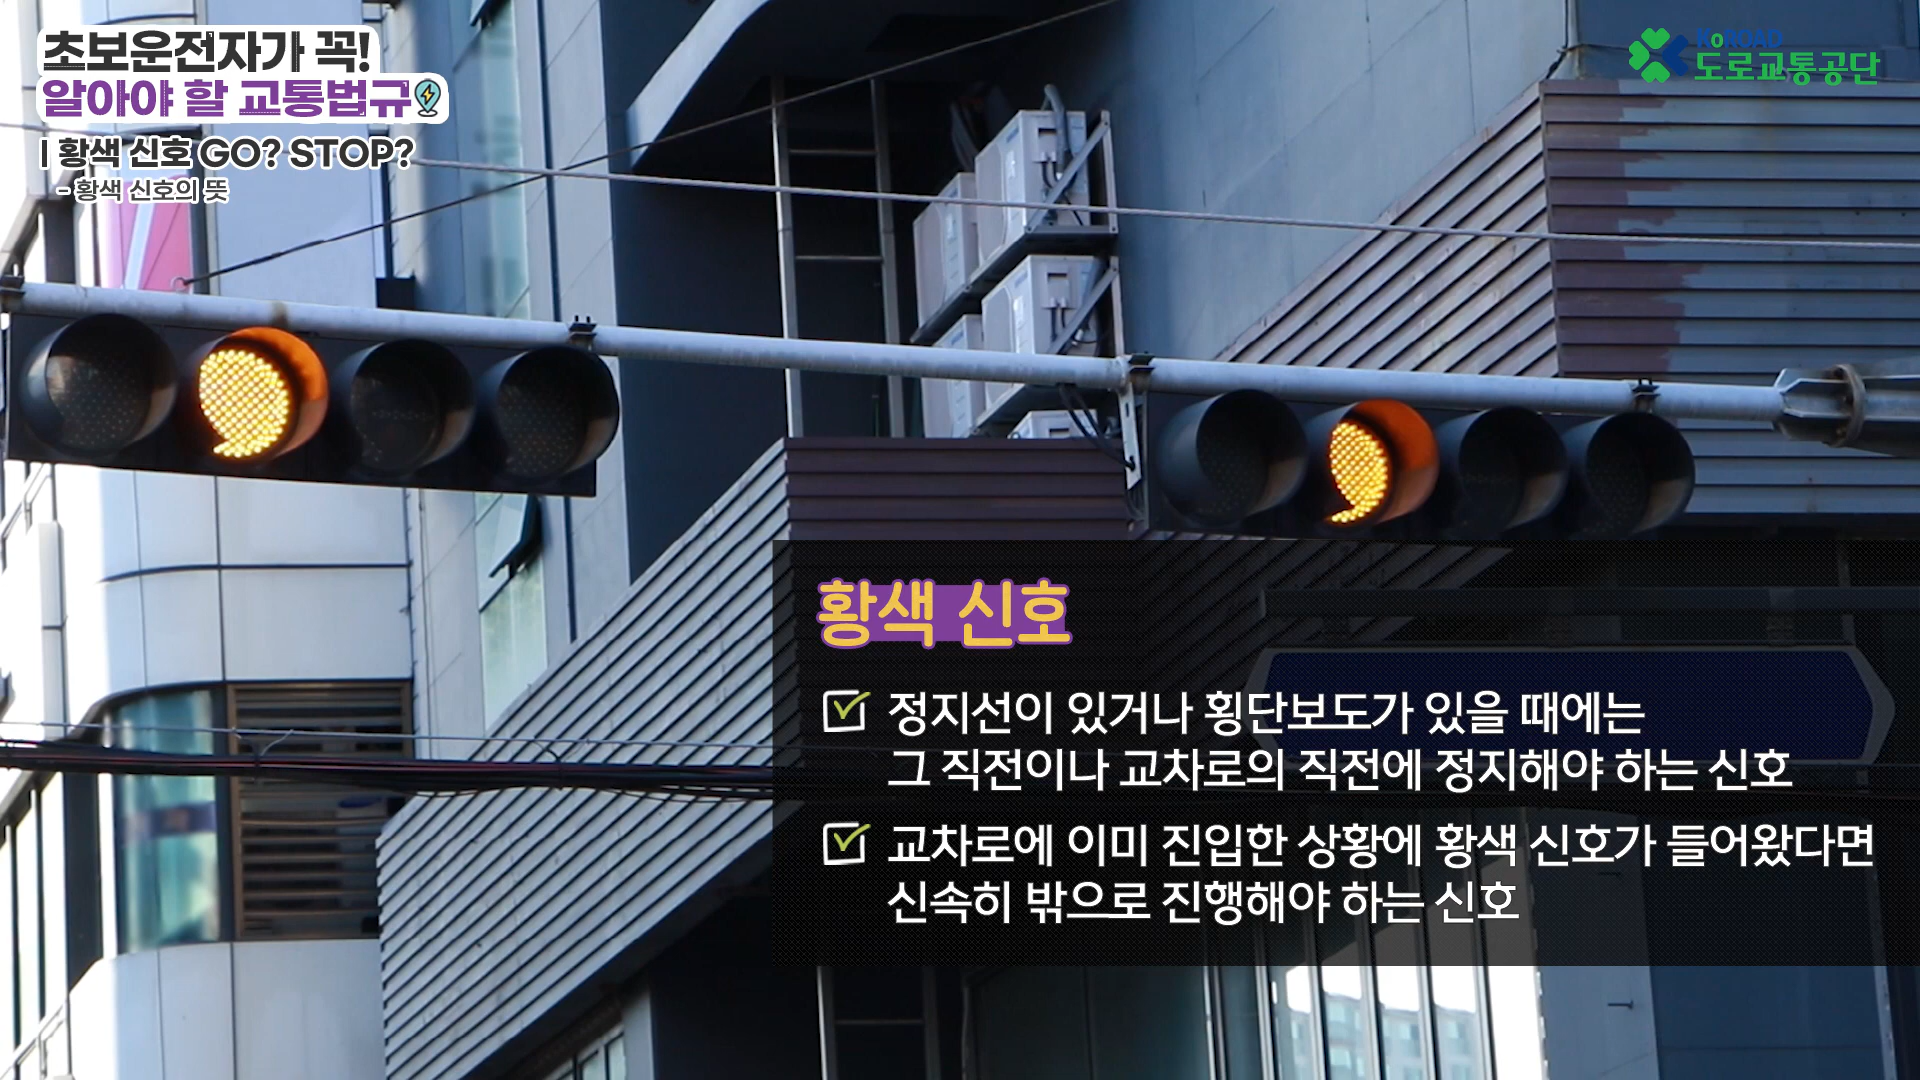 초보운전자가 꼭!
알아야 할 교통법규
황색 신호 GO? STOP?
- 황색 신호의 뜻
KoROAD
도로교통공단
황색 신호
정지선이 있거나 횡단보도가 있을 때에는
그 직전이나 교차로의 직전에 정지해야 하는 신호
교차로에 이미 진입한 상황에 황색 신호가 들어왔다면
신속히 밖으로 진행해야 하는 신호